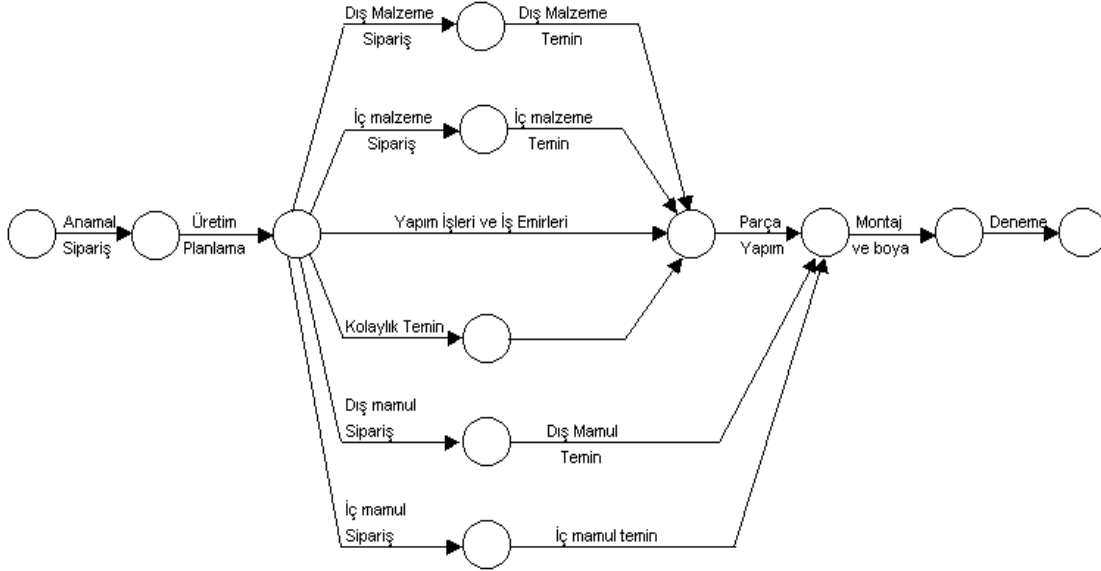 Dış Malzeme
Sipariş
Dış Malzeme
Temin
İç malzeme
Sipariş
İç malzeme
Temin
Anamal
Sipariş
Üretim
Planlama
Yapım İşleri ve İş Emirleri
Parça
Yapım
Montaj
ve boya
Deneme
Kolaylık Temin
Dış mamul
Sipariş
Dış Mamul
Temin
İç mamul
Sipariş
İç mamul temin